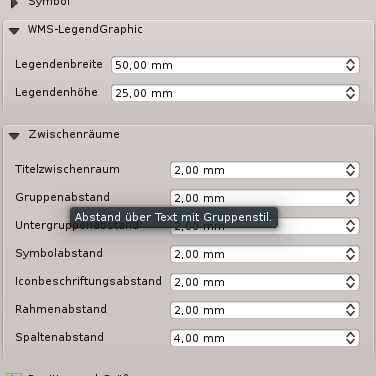 Symbol
WMS-LegendGraphic
Legendenbreite 50,00 mm
Legendenhöhe 25,00 mm
Zwischenräume
Titelzwischenraum 2,00 mm
Gruppenabstand 2,00 mm
Abstand über Text mit Gruppenstil.
Untergruppenabstand 2,00 mm
Symbolabstand 2,00 mm
Iconbeschriftungsabstand 2,00 mm
Rahmenabstand 2,00 mm
Spaltenabstand 4,00 mm